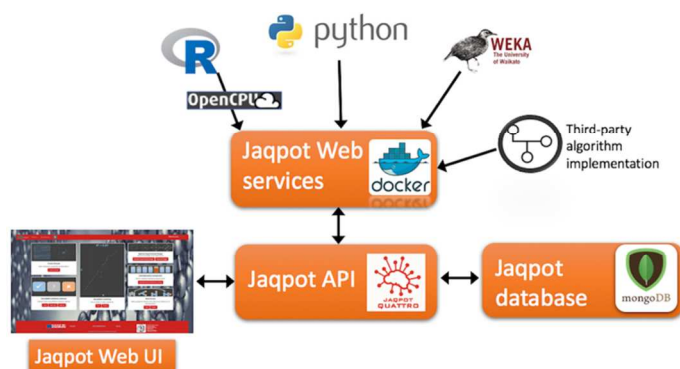 python
R
WEKA
The University
of Waikato
OpenCPU
Jaqpot Web
services
docker
Third-party
algorithm
implementation
Jaqpot API
JAQPOT
QUATTRO
Jaqpot
database
mongoDB
Jaqpot Web UI